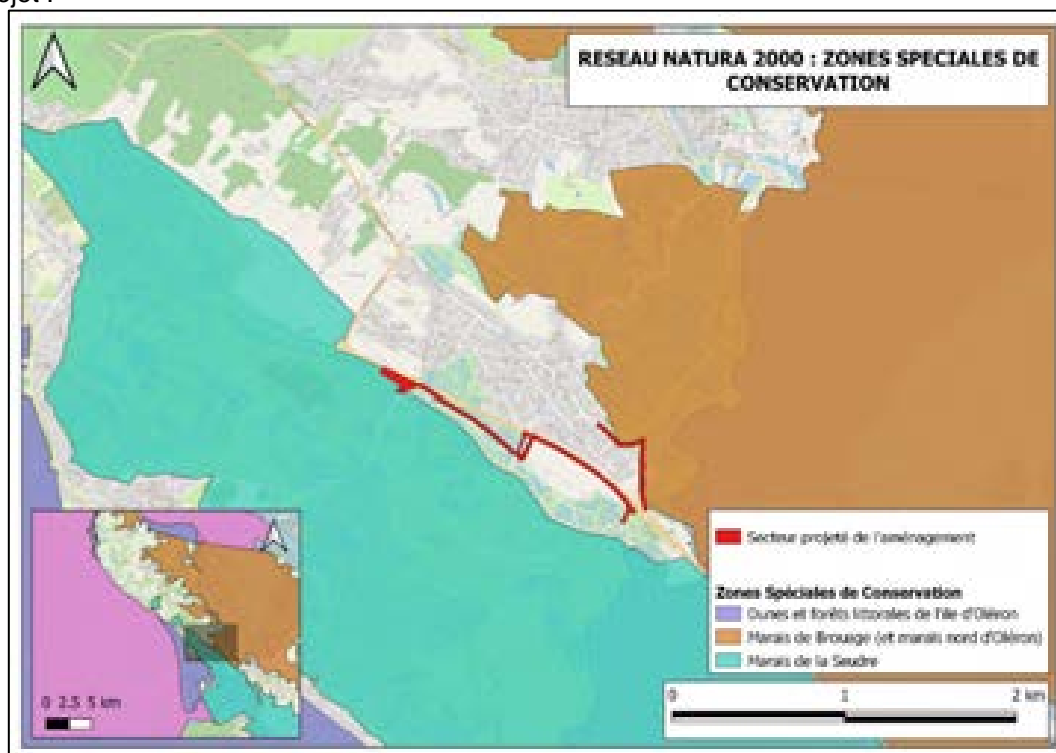 ojet :
RESEAU NATURA 2000 : ZONES SPECIALES DE
CONSERVATION
Secteur projeté de l'aménagement
Zones Spéciales de Conservation
Dunes et forêts littorales de l'île d'Oléron
Marais de Brouage (et marais nord d'Oléron)
Marais de la Seudre
0 2.5 5 km
0 1 2 km